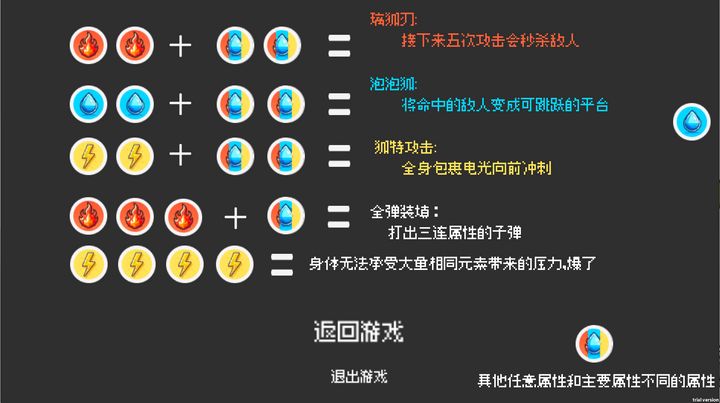 瑞狐刃:
接下来五次攻击会秒杀敌人
泡泡狐:
将命中的敌人变成可跳跃的平台
狐特攻击:
全身包裹电光向前冲刺
全弹装填：
打出三连属性的子弹
身体无法承受大量相同元素带来的压力,爆了
返回游戏
退出游戏
其他任意属性和主要属性不同的属性
trial version